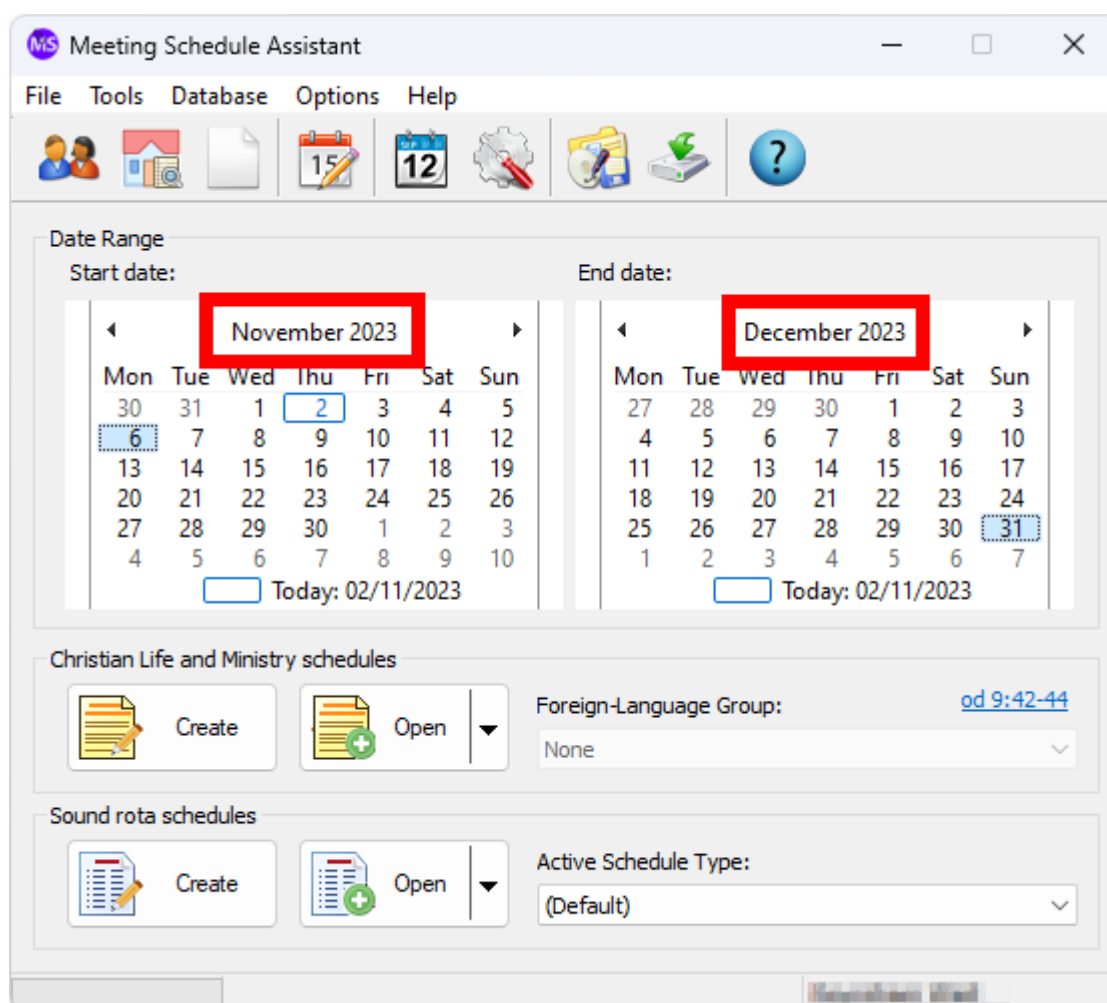 MS Meeting Schedule Assistant
File Tools Database Options Help
15 SEP 12 ?
Date Range
Start date:
End date:
November 2023
Mon Tue Wed Thu Fri Sat Sun
30 31 1 2 3 4 5
6 7 8 9 10 11 12
13 14 15 16 17 18 19
20 21 22 23 24 25 26
27 28 29 30 1 2 3
4 5 6 7 8 9 10
Today: 02/11/2023
December 2023
Mon Tue Wed Thu Fri Sat Sun
27 28 29 30 1 2 3
4 5 6 7 8 9 10
11 12 13 14 15 16 17
18 19 20 21 22 23 24
25 26 27 28 29 30 31
1 2 3 4 5 6 7
Today: 02/11/2023
Christian Life and Ministry schedules
Create
Open
Foreign-Language Group:
od 9:42-44
None
Sound rota schedules
Create
Open
Active Schedule Type:
(Default)